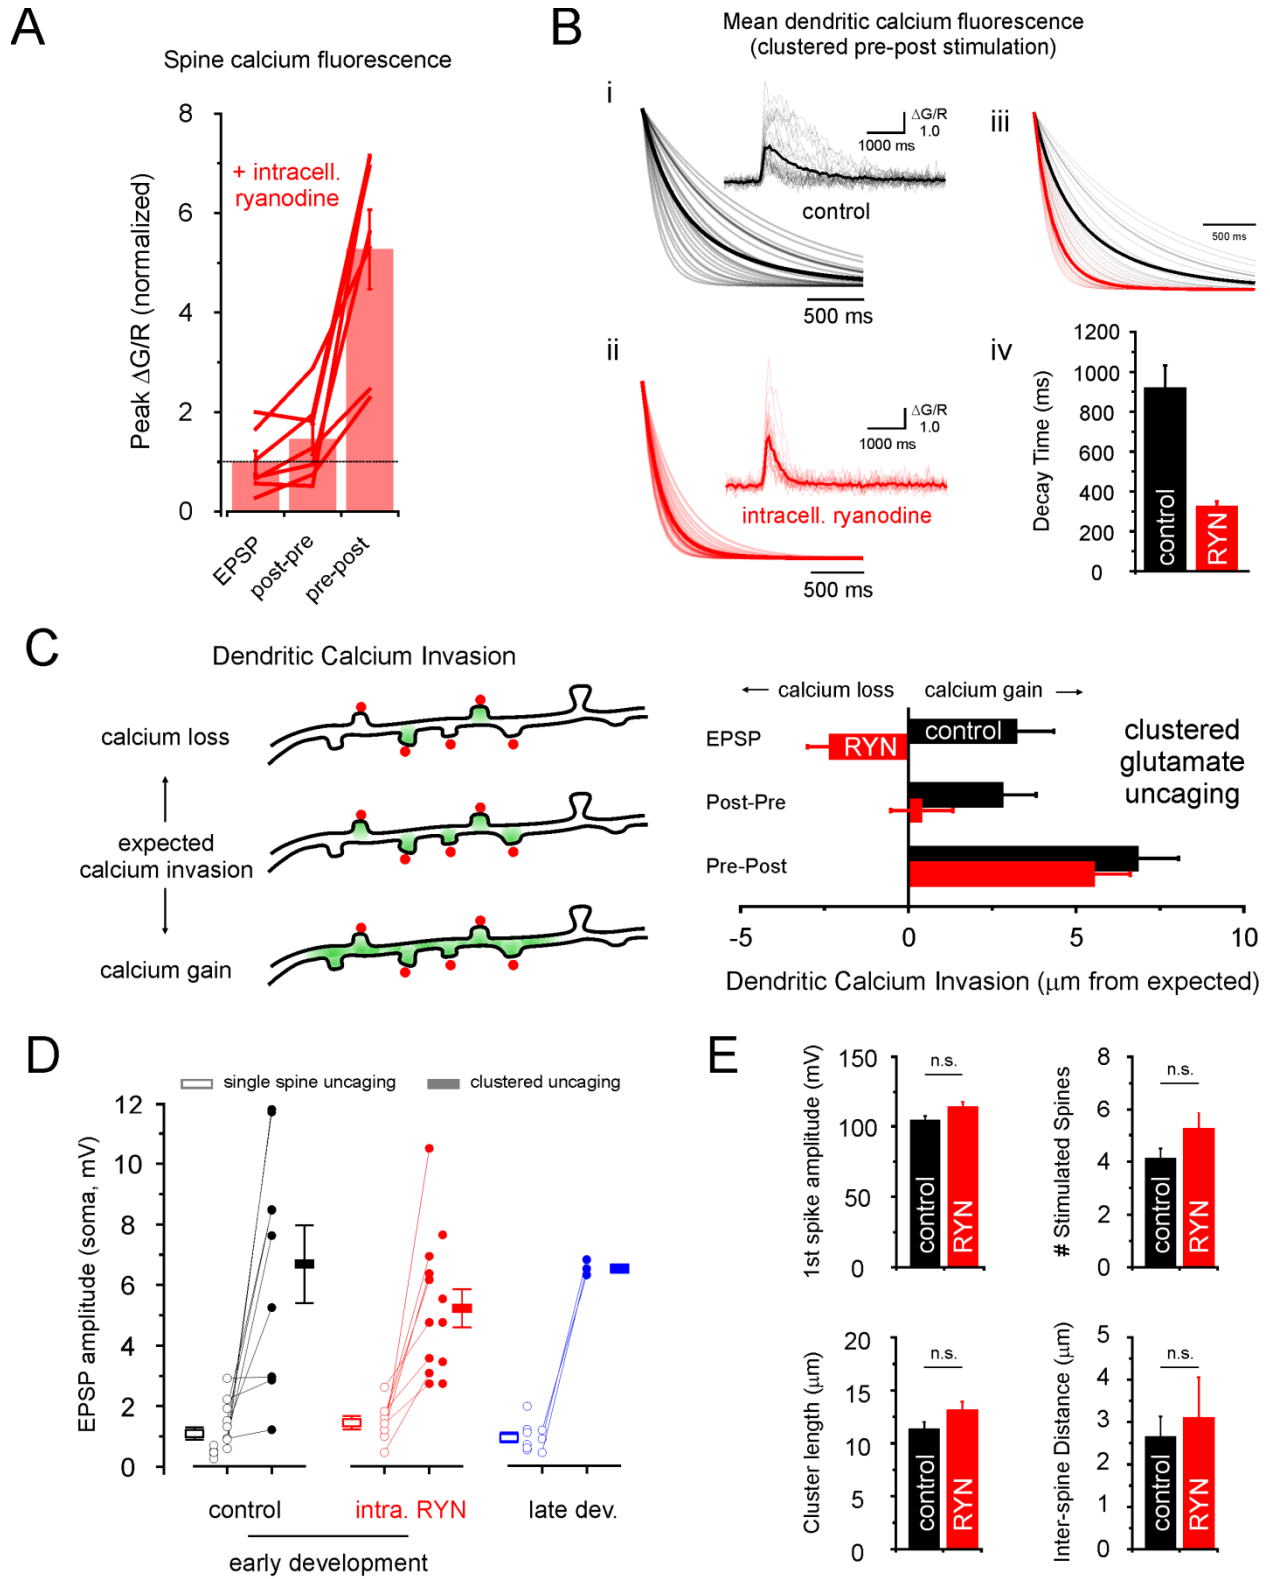 A
Spine calcium fluorescence
8
6
4
2
0
Peak ΔG/R (normalized)
+ intracell.
ryanodine
EPSP
post-pre
pre-post
B
Mean dendritic calcium fluorescence
(clustered pre-post stimulation)
i
ΔG/R
1.0
1000 ms
control
500 ms
ii
ΔG/R
1.0
1000 ms
intracell. ryanodine
500 ms
iii
500 ms
iv
1200
1000
800
600
400
200
0
Decay Time (ms)
control
RYN
C
Dendritic Calcium Invasion
calcium loss
expected
calcium invasion
calcium gain
calcium loss
calcium gain
EPSP
RYN
control
Post-Pre
Pre-Post
clustered
glutamate
uncaging
-5
0
5
10
Dendritic Calcium Invasion (μm from expected)
D
single spine uncaging
clustered uncaging
12
10
8
6
4
2
0
EPSP amplitude (soma, mV)
control
intra. RYN
late dev.
early development
E
150
100
50
0
1st spike amplitude (mV)
n.s.
control
RYN
8
6
4
2
0
# Stimulated Spines
n.s.
control
RYN
20
15
10
5
0
Cluster length (μm)
n.s.
control
RYN
5
4
3
2
1
0
Inter-spine Distance (μm)
n.s.
control
RYN